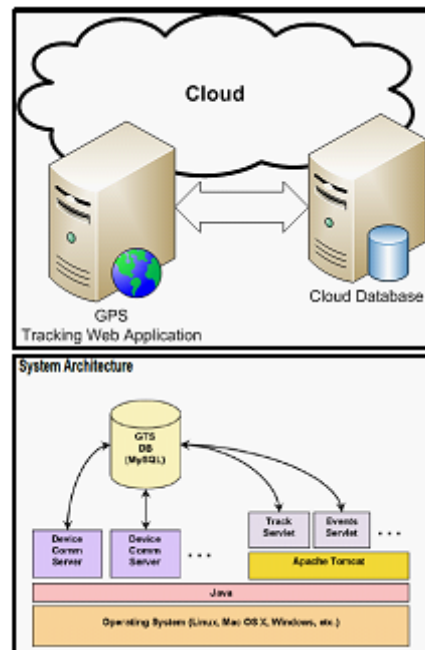 Cloud
GPS
Tracking Web Application
Cloud Database
System Architecture
GTS
DB
(MySQL)
Device
Comm
Server
Device
Comm
Server
...
Track
Servlet
Events
Servlet
...
Apache Tomcat
Java
Operating System (Linux, Mac OS X, Windows, etc.)